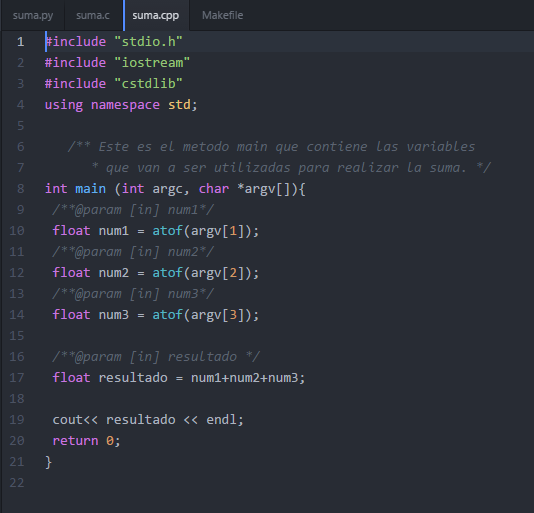 suma.py suma.c suma.cpp Makefile
1 #include "stdio.h"
2 #include "iostream"
3 #include "cstdlib"
4 using namespace std;
5
6 /** Este es el metodo main que contiene las variables
7 * que van a ser utilizadas para realizar la suma. */
8 int main (int argc, char *argv[]){
9 /**@param [in] num1*/
10 float num1 = atof(argv[1]);
11 /**@param [in] num2*/
12 float num2 = atof(argv[2]);
13 /**@param [in] num3*/
14 float num3 = atof(argv[3]);
15
16 /**@param [in] resultado */
17 float resultado = num1+num2+num3;
18
19 cout<< resultado << endl;
20 return 0;
21 }
22